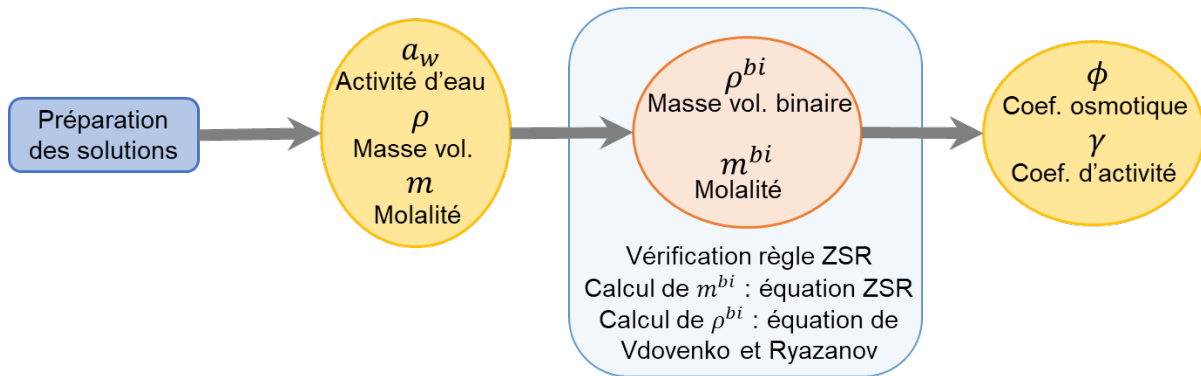 Préparation
des solutions
a_w
Activité d'eau
ρ
Masse vol.
m
Molalité
ρ^{bi}
Masse vol. binaire
m^{bi}
Molalité
Vérification règle ZSR
Calcul de m^{bi} : équation ZSR
Calcul de ρ^{bi} : équation de
Vdovenko et Ryazanov
ϕ
Coef. osmotique
γ
Coef. d'activité